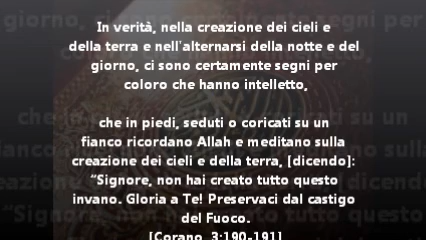 In verità, nella creazione dei cieli e
della terra e nell'alternarsi della notte e del
giorno, ci sono certamente segni per
coloro che hanno intelletto,
che in piedi, seduti o coricati su un
fianco ricordano Allah e meditano sulla
creazione dei cieli e della terra, [dicendo]:
“Signore, non hai creato tutto questo
invano. Gloria a Te! Preservaci dal castigo
del Fuoco.
[Corano, 3:190-191]